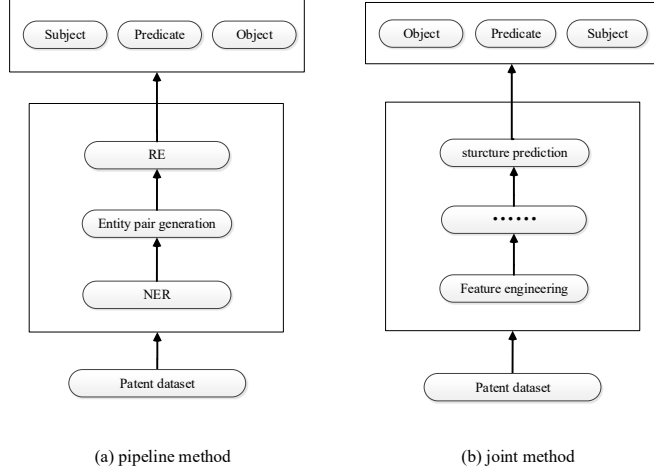 Subject Predicate Object
RE
Entity pair generation
NER
Patent dataset
(a) pipeline method
Object Predicate Subject
sturcture prediction
••••••
Feature engineering
Patent dataset
(b) joint method